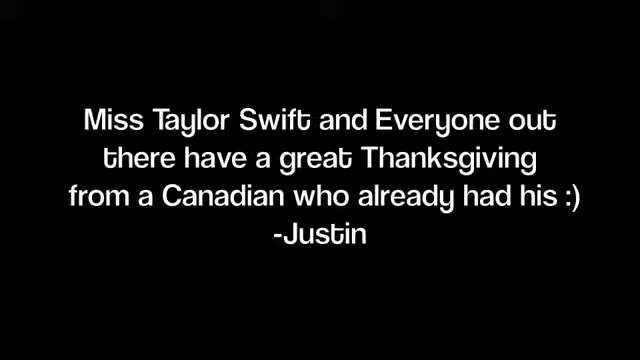 Miss Taylor Swift and Everyone out
there have a great Thanksgiving
from a Canadian who already had his :)
-Justin